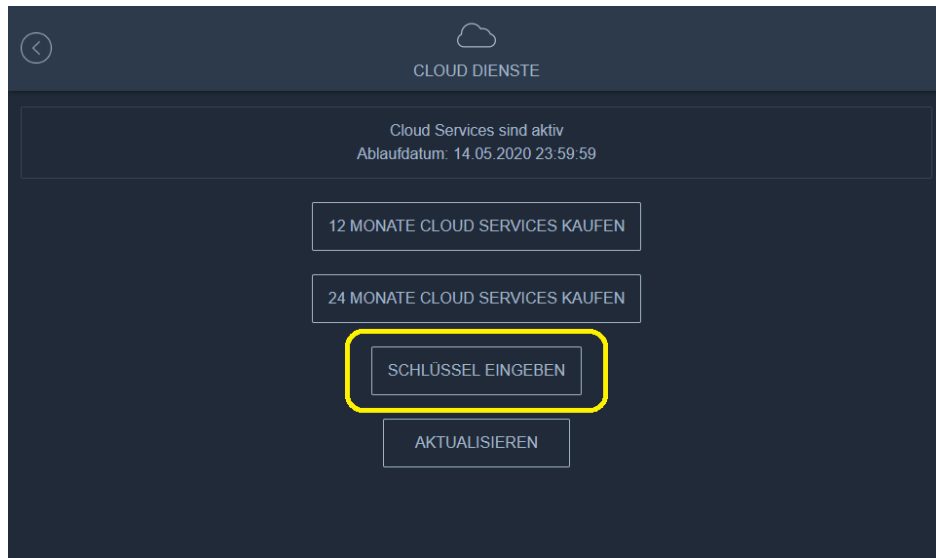 CLOUD DIENSTE
Cloud Services sind aktiv
Ablaufdatum: 14.05.2020 23:59:59
12 MONATE CLOUD SERVICES KAUFEN
24 MONATE CLOUD SERVICES KAUFEN
SCHLÜSSEL EINGEBEN
AKTUALISIEREN